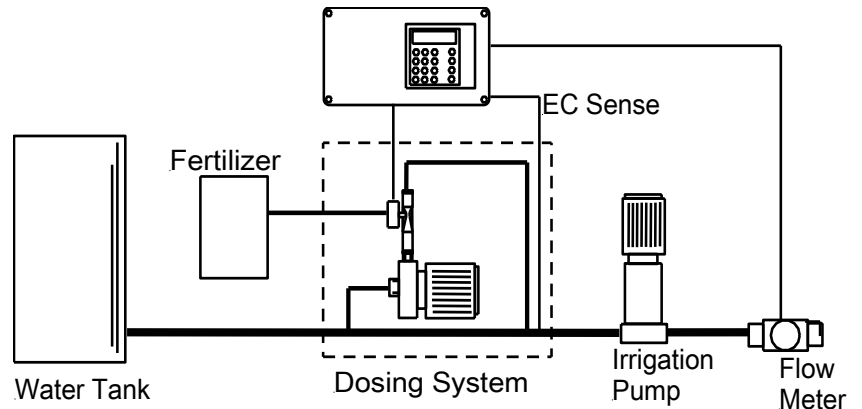 EC Sense
Fertilizer
Water Tank
Dosing System
Irrigation
Pump
Flow
Meter